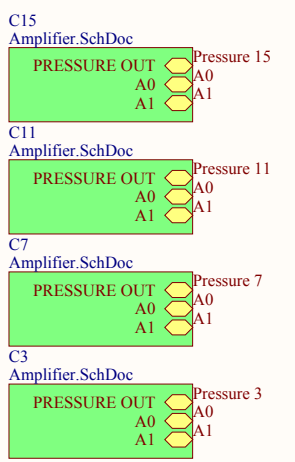 C15
Amplifier.SchDoc
PRESSURE OUT Pressure 15
A0 A0
A1 A1
C11
Amplifier.SchDoc
PRESSURE OUT Pressure 11
A0 A0
A1 A1
C7
Amplifier.SchDoc
PRESSURE OUT Pressure 7
A0 A0
A1 A1
C3
Amplifier.SchDoc
PRESSURE OUT Pressure 3
A0 A0
A1 A1